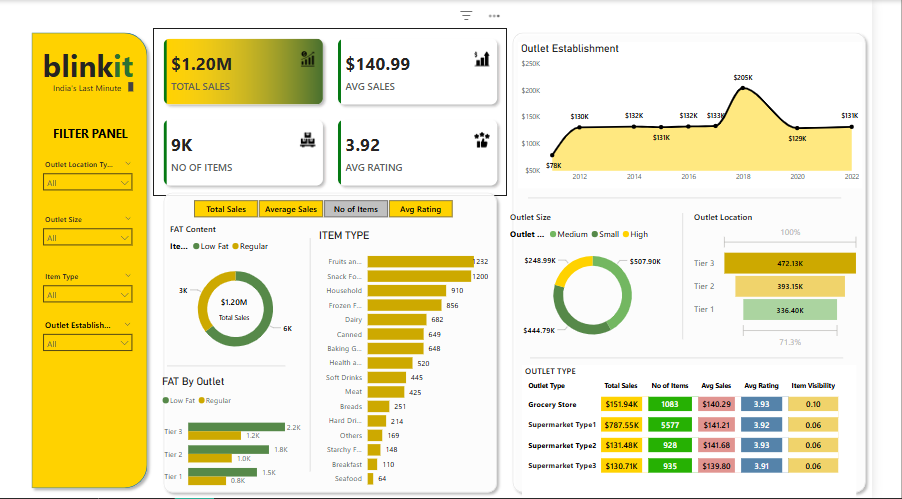 blinkit
India's Last Minute
FILTER PANEL
Outlet Location Ty...
All
Outlet Size
All
Item Type
All
Outlet Establish...
All
$1.20M
TOTAL SALES
$140.99
AVG SALES
9K
NO OF ITEMS
3.92
AVG RATING
Total Sales Average Sales No of Items Avg Rating
FAT Content
Ite... Low Fat Regular
3K
$1.20M
Total Sales
6K
FAT By Outlet
Low Fat Regular
Tier 3 2.2K
1.2K
Tier 2 1.8K
1.0K
Tier 1 1.5K
0.8K
ITEM TYPE
Fruits an... 1232
Snack Fo... 1200
Household 910
Frozen F... 856
Dairy 682
Canned 649
Baking G... 648
Health a... 520
Soft Drinks 445
Meat 425
Breads 251
Hard Dri... 214
Others 169
Starchy F... 148
Breakfast 110
Seafood 64
Outlet Establishment
$250K
$200K
$150K
$100K
$50K
$78K $130K $132K $131K $132K $133K $205K $129K $131K
2012 2014 2016 2018 2020 2022
Outlet Size
Outlet ... Medium Small High
$248.99K
$507.90K
$444.79K
Outlet Location
100%
Tier 3 472.13K
Tier 2 393.15K
Tier 1 336.40K
71.3%
OUTLET TYPE
Outlet Type Total Sales No of Items Avg Sales Avg Rating Item Visibility
Grocery Store $151.94K 1083 $140.29 3.93 0.10
Supermarket Type1 $787.55K 5577 $141.21 3.92 0.06
Supermarket Type2 $131.48K 928 $141.68 3.93 0.06
Supermarket Type3 $130.71K 935 $139.80 3.91 0.06